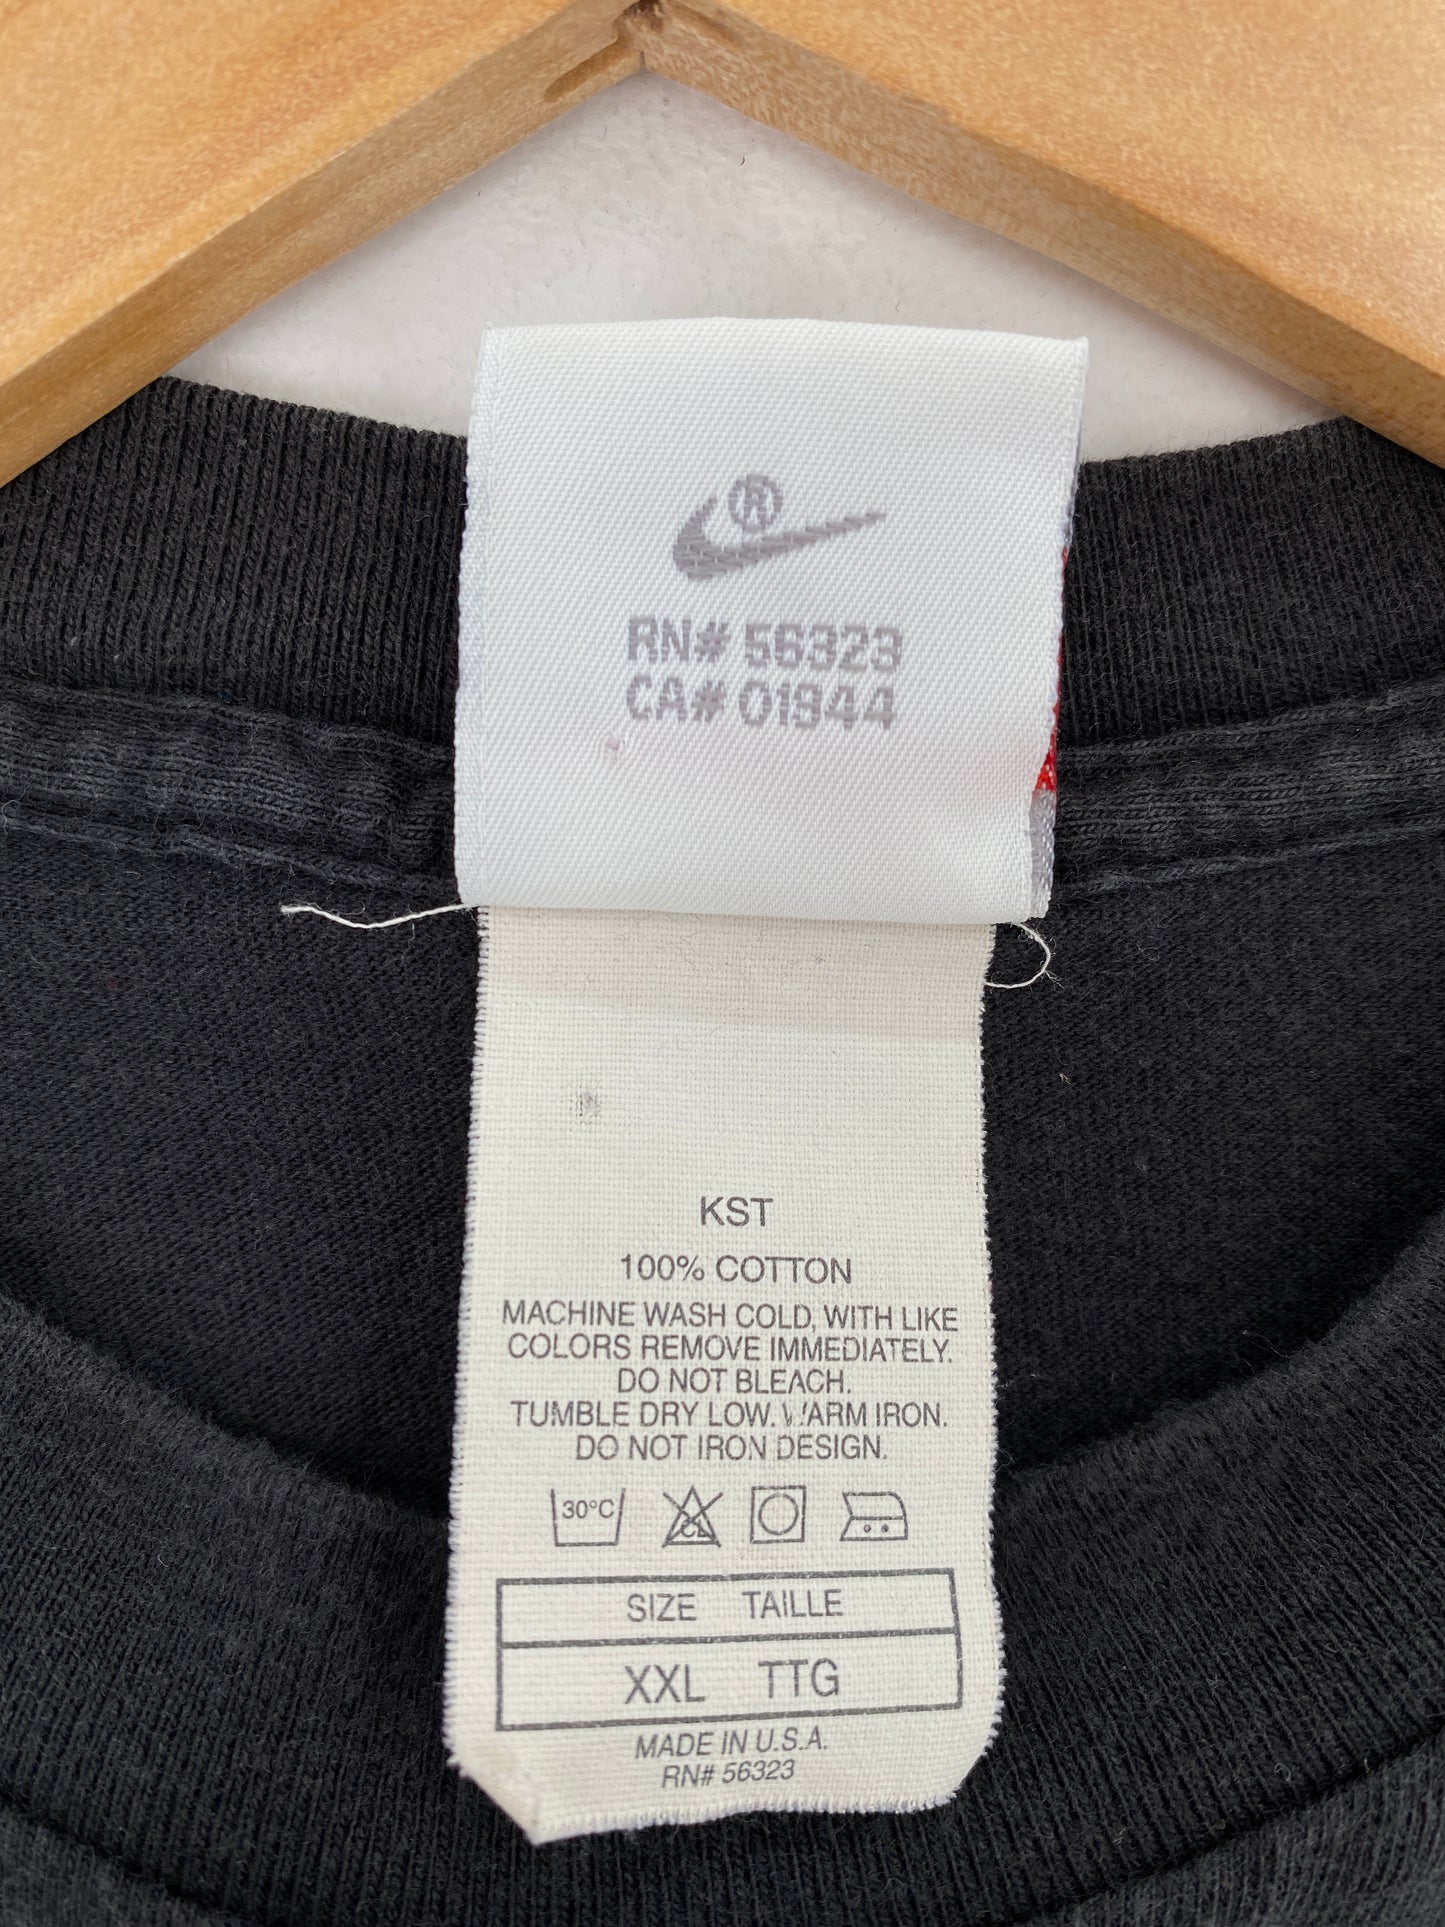 ®
RN# 56323
CA# 01944
KST
100% COTTON
MACHINE WASH COLD, WITH LIKE
COLORS REMOVE IMMEDIATELY.
DO NOT BLEACH.
TUMBLE DRY LOW. WARM IRON.
DO NOT IRON DESIGN.
30°C CL
SIZE TAILLE
XXL TTG
MADE IN U.S.A.
RN# 56323